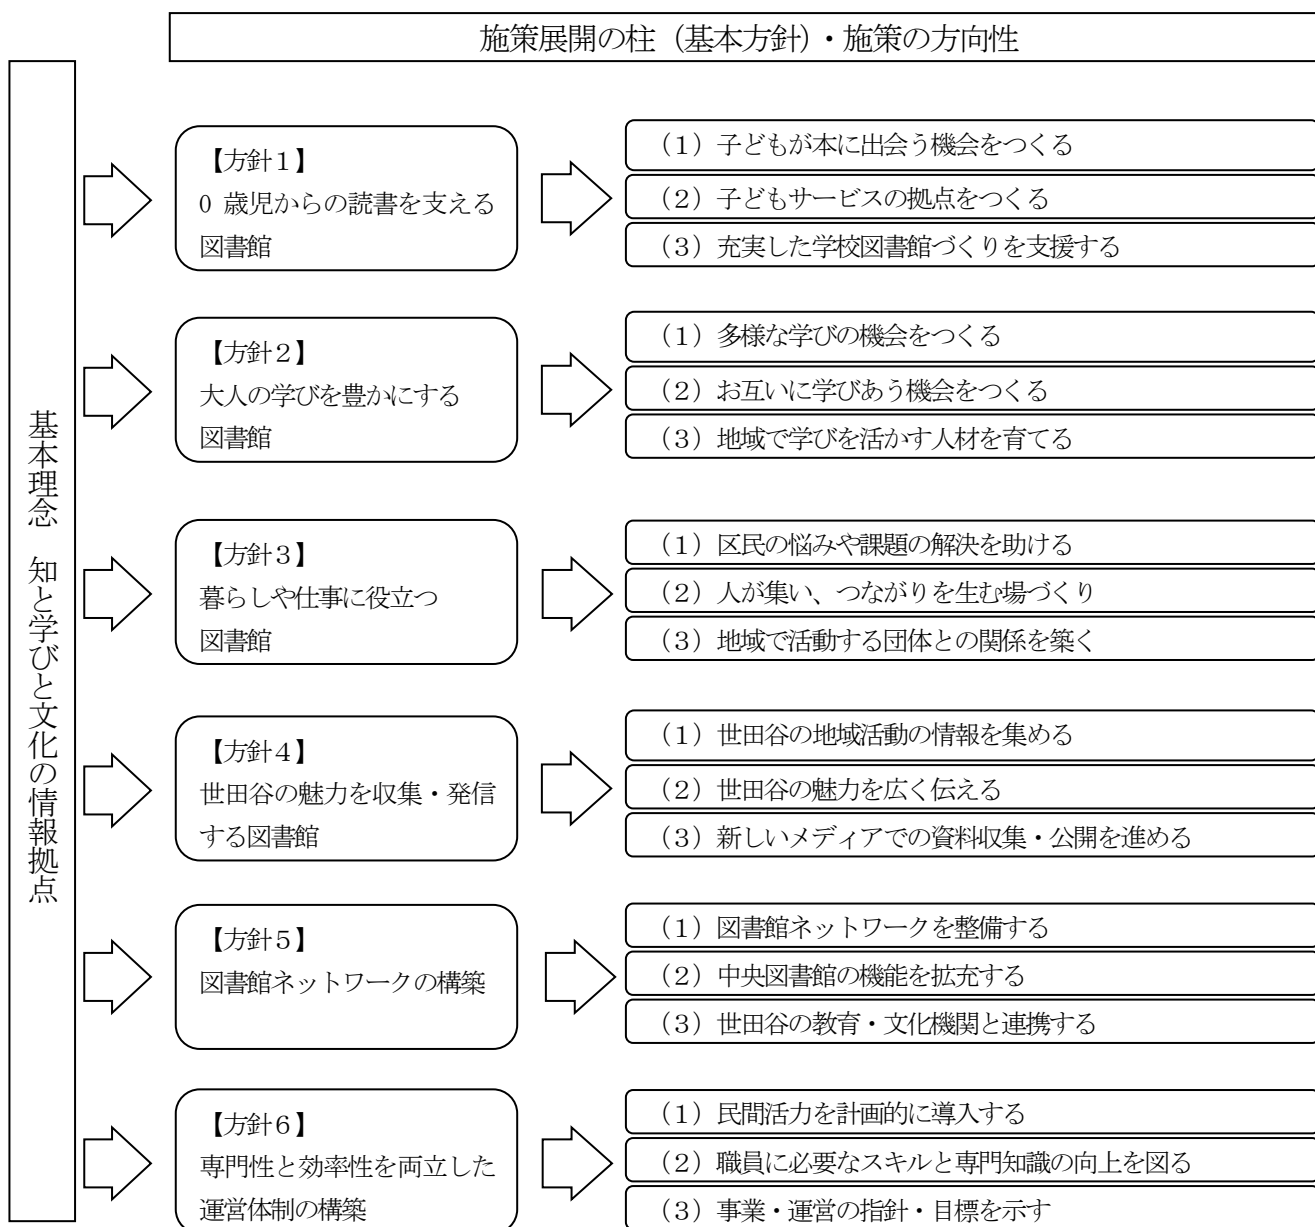 施策展開の柱（基本方針）・施策の方向性
基本理念　知と学びと文化の情報拠点
【方針１】
0 歳児からの読書を支える
図書館
（１）子どもが本に出会う機会をつくる
（２）子どもサービスの拠点をつくる
（３）充実した学校図書館づくりを支援する
【方針２】
大人の学びを豊かにする
図書館
（１）多様な学びの機会をつくる
（２）お互いに学びあう機会をつくる
（３）地域で学びを活かす人材を育てる
【方針３】
暮らしや仕事に役立つ
図書館
（１）区民の悩みや課題の解決を助ける
（２）人が集い、つながりを生む場づくり
（３）地域で活動する団体との関係を築く
【方針４】
世田谷の魅力を収集・発信
する図書館
（１）世田谷の地域活動の情報を集める
（２）世田谷の魅力を広く伝える
（３）新しいメディアでの資料収集・公開を進める
【方針５】
図書館ネットワークの構築
（１）図書館ネットワークを整備する
（２）中央図書館の機能を拡充する
（３）世田谷の教育・文化機関と連携する
【方針６】
専門性と効率性を両立した
運営体制の構築
（１）民間活力を計画的に導入する
（２）職員に必要なスキルと専門知識の向上を図る
（３）事業・運営の指針・目標を示す